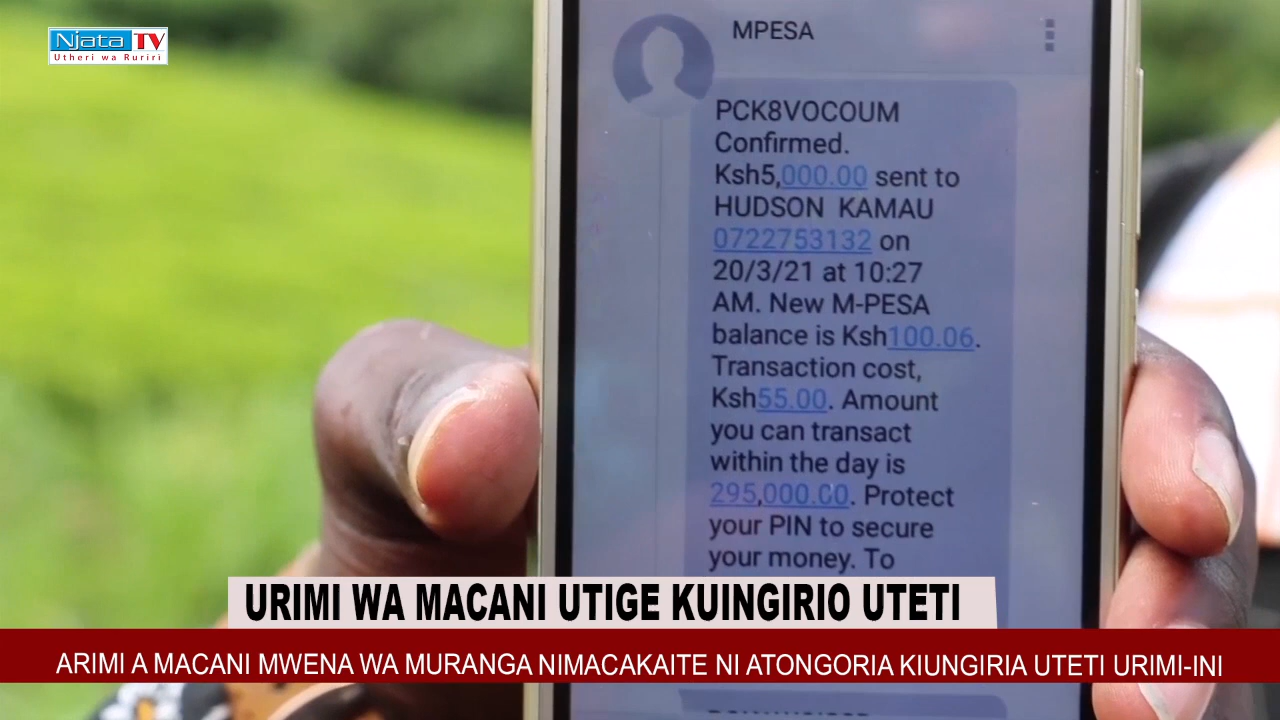 Njata TV
Utheri wa Ruriri
MPESA
PCK8VOCOUM
Confirmed.
Ksh5,000.00 sent to
HUDSON KAMAU
0722753132 on
20/3/21 at 10:27
AM. New M-PESA
balance is Ksh100.06.
Transaction cost,
Ksh55.00. Amount
you can transact
within the day is
295,000.00. Protect
your PIN to secure
your money. To
URIMI WA MACANI UTIGE KUINGIRIO UTETI
ARIMI A MACANI MWENA WA MURANGA NIMACAKAITE NI ATONGORIA KIUNGIRIA UTETI URIMI-INI